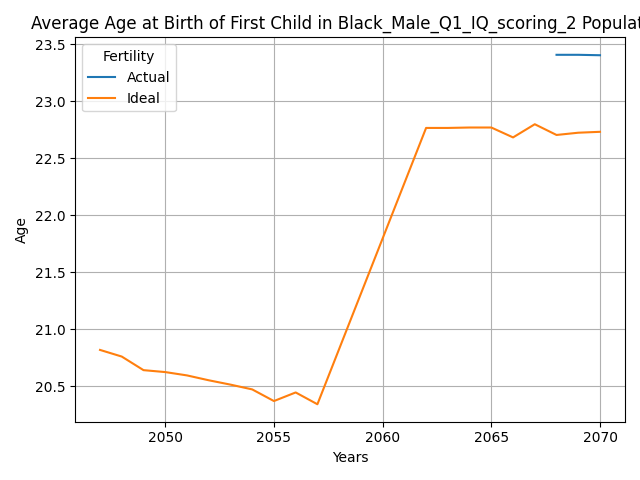 Average Age at Birth of First Child in Black_Male_Q1_IQ_scoring_2 Populat
23.5
23.0
22.5
22.0
21.5
21.0
20.5
Age
Fertility
Actual
Ideal
2050 2055 2060 2065 2070
Years